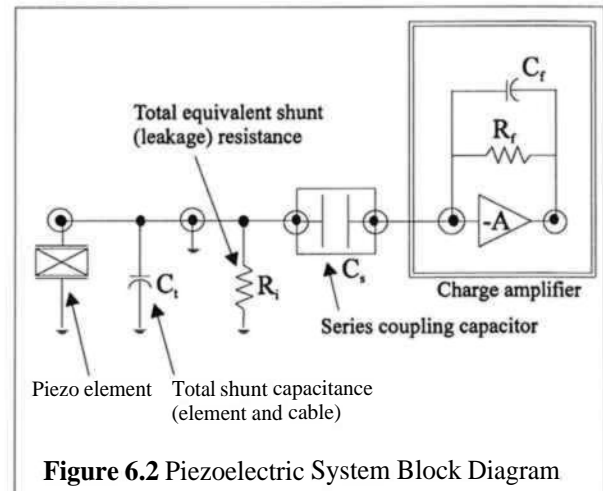 C_f
Total equivalent shunt
(leakage) resistance
R_f
-A
C_t
R_i
C_s
Charge amplifier
Series coupling capacitor
Piezo element
Total shunt capacitance
(element and cable)
Figure 6.2 Piezoelectric System Block Diagram